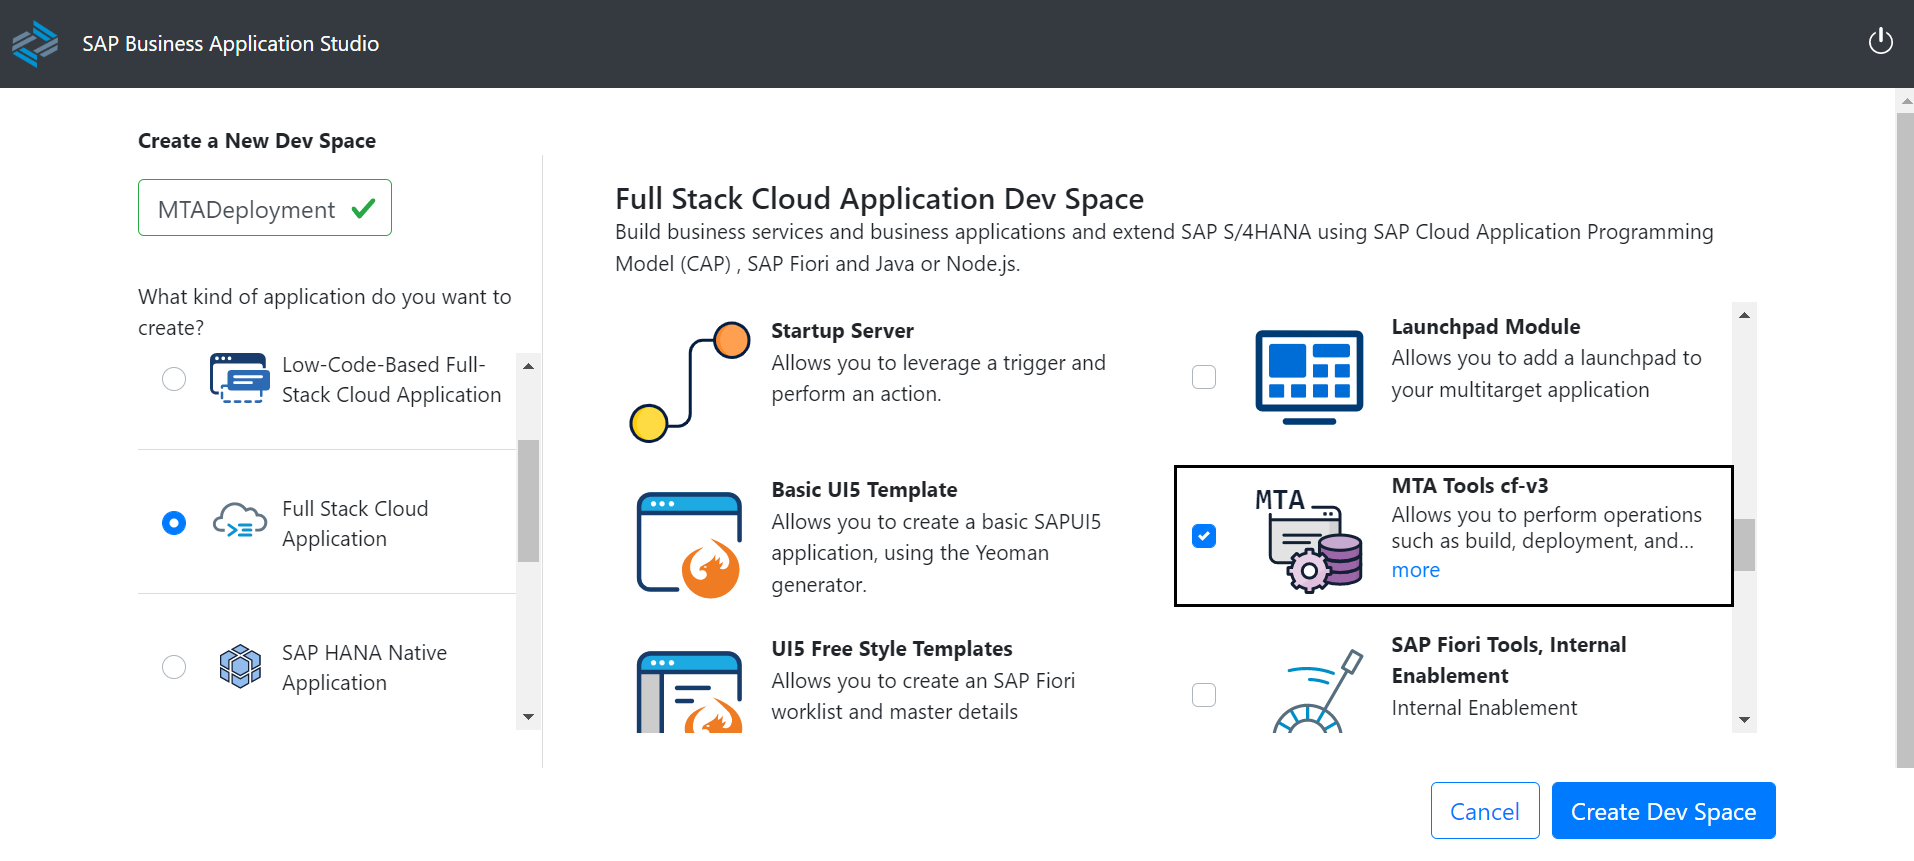 SAP Business Application Studio
Create a New Dev Space
MTADeployment
What kind of application do you want to
create?
Low-Code-Based Full-
Stack Cloud Application
Full Stack Cloud
Application
SAP HANA Native
Application
Full Stack Cloud Application Dev Space
Build business services and business applications and extend SAP S/4HANA using SAP Cloud Application Programming
Model (CAP) , SAP Fiori and Java or Node.js.
Startup Server
Allows you to leverage a trigger and
perform an action.
Launchpad Module
Allows you to add a launchpad to
your multitarget application
Basic UI5 Template
Allows you to create a basic SAPUI5
application, using the Yeoman
generator.
MTA
MTA Tools cf-v3
Allows you to perform operations
such as build, deployment, and...
more
UI5 Free Style Templates
Allows you to create an SAP Fiori
worklist and master details
SAP Fiori Tools, Internal
Enablement
Internal Enablement
Cancel
Create Dev Space